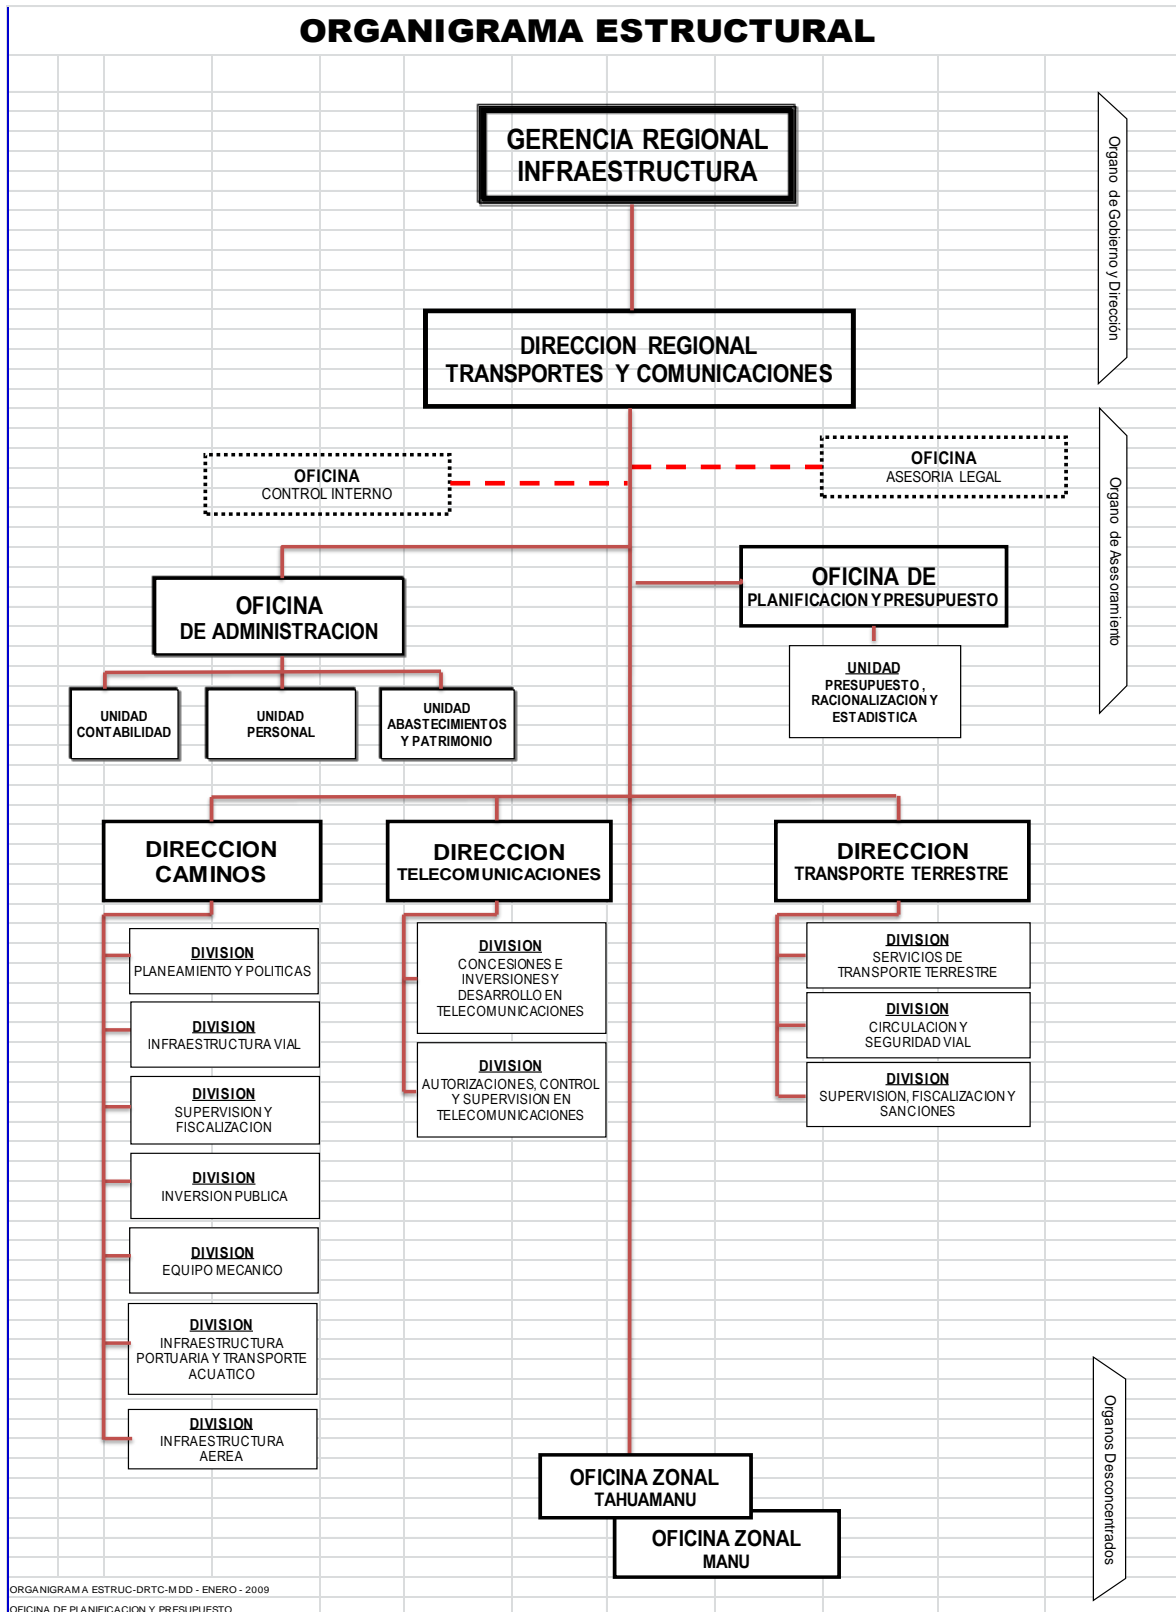 ORGANIGRAMA ESTRUCTURAL
GERENCIA REGIONAL
INFRAESTRUCTURA
Organo de Gobierno y Dirección
DIRECCION REGIONAL
TRANSPORTES Y COMUNICACIONES
OFICINA
CONTROL INTERNO
OFICINA
ASESORIA LEGAL
Organo de Asesoramiento
OFICINA
DE ADMINISTRACION
OFICINA DE
PLANIFICACION Y PRESUPUESTO
UNIDAD
CONTABILIDAD
UNIDAD
PERSONAL
UNIDAD
ABASTECIMIENTOS
Y PATRIMONIO
UNIDAD
PRESUPUESTO ,
RACIONALIZACION Y
ESTADISTICA
DIRECCION
CAMINOS
DIRECCION
TELECOMUNICACIONES
DIRECCION
TRANSPORTE TERRESTRE
DIVISION
PLANEAMIENTO Y POLITICAS
DIVISION
INFRAESTRUCTURA VIAL
DIVISION
SUPERVISION Y
FISCALIZACION
DIVISION
INVERSION PUBLICA
DIVISION
EQUIPO MECANICO
DIVISION
INFRAESTRUCTURA
PORTUARIA Y TRANSPORTE
ACUATICO
DIVISION
INFRAESTRUCTURA
AEREA
DIVISION
CONCESIONES E
INVERSIONES Y
DESARROLLO EN
TELECOMUNICACIONES
DIVISION
AUTORIZACIONES, CONTROL
Y SUPERVISION EN
TELECOMUNICACIONES
DIVISION
SERVICIOS DE
TRANSPORTE TERRESTRE
DIVISION
CIRCULACION Y
SEGURIDAD VIAL
DIVISION
SUPERVISION, FISCALIZACION Y
SANCIONES
OFICINA ZONAL
TAHUAMANU
OFICINA ZONAL
MANU
Organos Desconcentrados
ORGANIGRAMA ESTRUC-DRTC-MDD - ENERO - 2009
OFICINA DE PLANIFICACION Y PRESUPUESTO